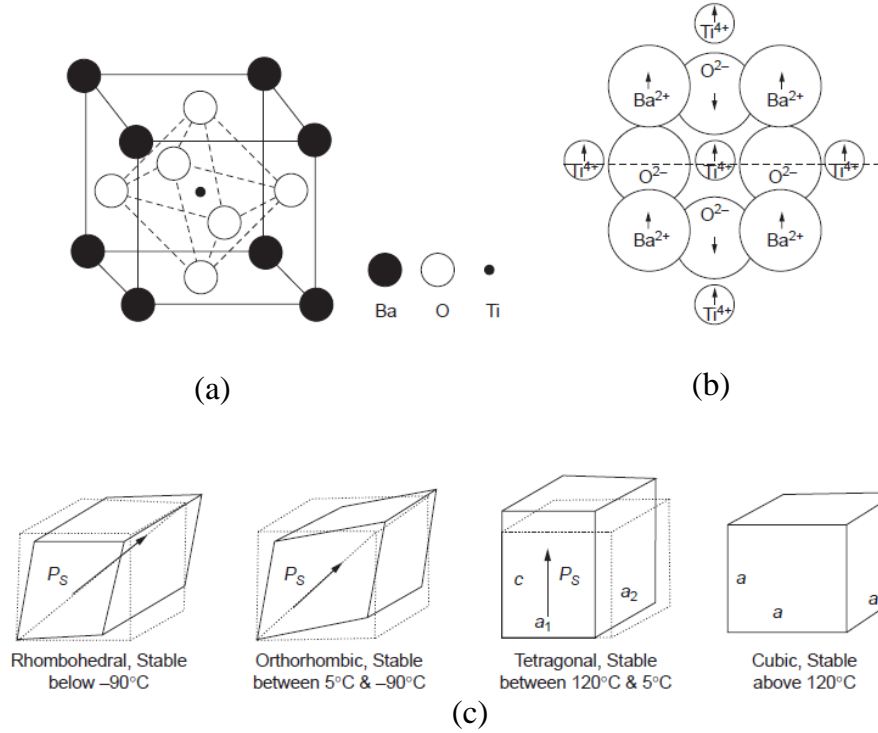 Ba O Ti
(a)
Ti4+
O2−
Ba2+ Ba2+
Ti4+ O2− Ti4+ O2− Ti4+
O2−
Ba2+ Ba2+
Ti4+
(b)
PS
Rhombohedral, Stable
below –90°C
PS
Orthorhombic, Stable
between 5°C & –90°C
c PS
a1 a2
Tetragonal, Stable
between 120°C & 5°C
a
a a
Cubic, Stable
above 120°C
(c)